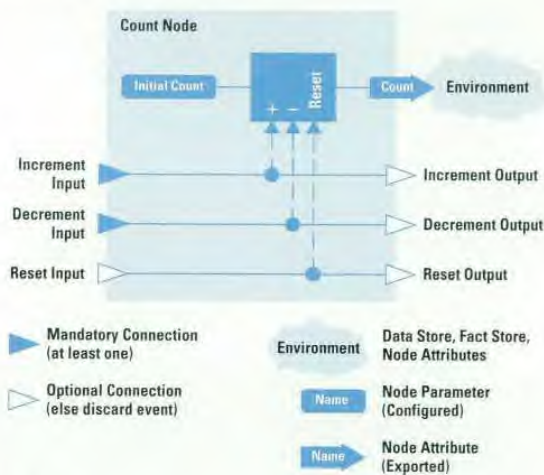 Count Node
Initial Count
+
−
Reset
Count
Environment
Increment
Input
Increment Output
Decrement
Input
Decrement Output
Reset Input
Reset Output
Mandatory Connection
(at least one)
Optional Connection
(else discard event)
Environment
Data Store, Fact Store,
Node Attributes
Name
Node Parameter
(Configured)
Name
Node Attribute
(Exported)